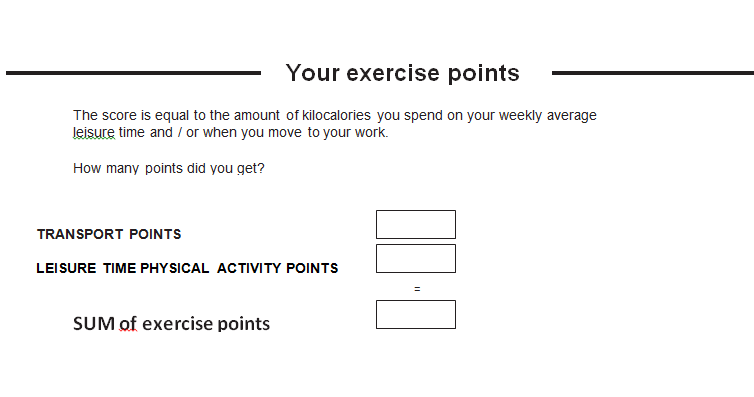 Your exercise points
The score is equal to the amount of kilocalories you spend on your weekly average
leisure time and / or when you move to your work.
How many points did you get?
TRANSPORT POINTS
LEISURE TIME PHYSICAL ACTIVITY POINTS
=
SUM of exercise points